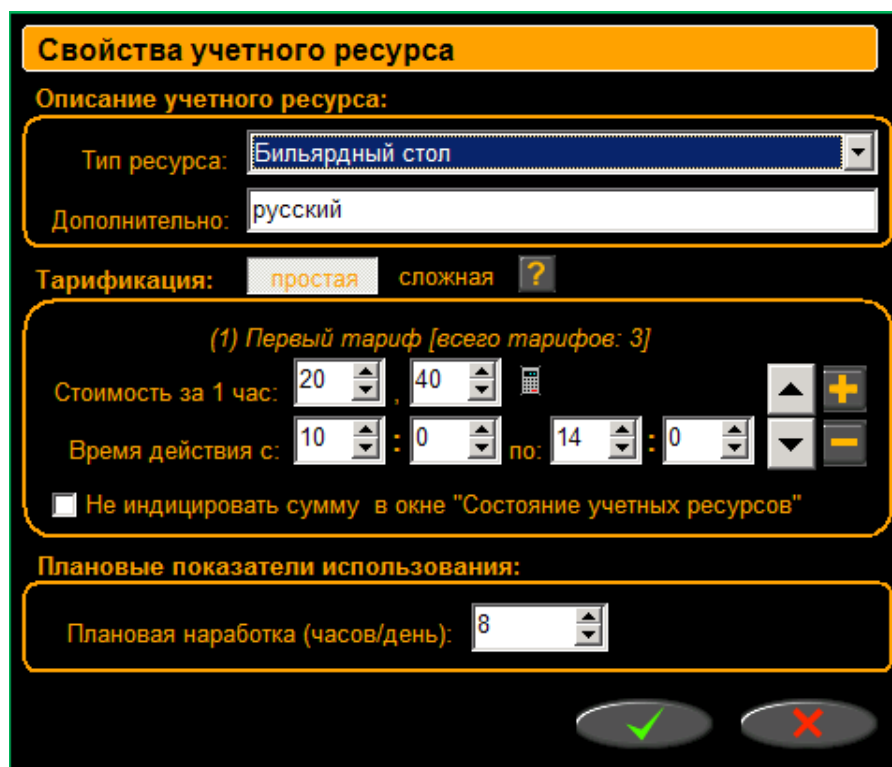 Свойства учетного ресурса
Описание учетного ресурса:
Тип ресурса: Бильярдный стол
Дополнительно: русский
Тарификация: простая сложная ?
(1) Первый тариф [всего тарифов: 3]
Стоимость за 1 час: 20 , 40
Время действия с: 10 : 0 по: 14 : 0
Не индицировать сумму в окне "Состояние учетных ресурсов"
Плановые показатели использования:
Плановая наработка (часов/день): 8